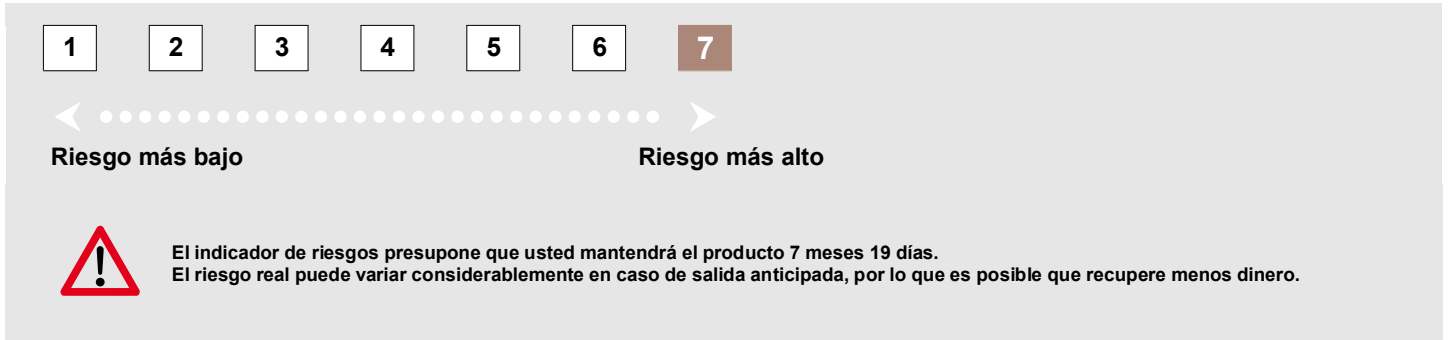 1 2 3 4 5 6 7
Riesgo más bajo Riesgo más alto
El indicador de riesgos presupone que usted mantendrá el producto 7 meses 19 días.
El riesgo real puede variar considerablemente en caso de salida anticipada, por lo que es posible que recupere menos dinero.